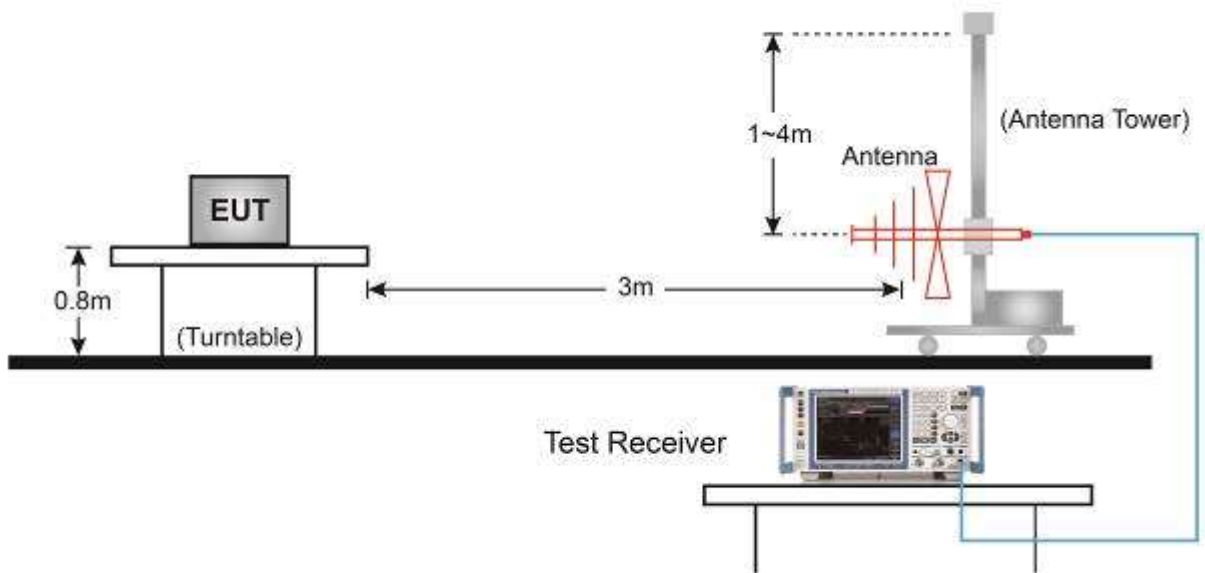 (Antenna Tower)
1~4m
Antenna
EUT
0.8m
3m
(Turntable)
Test Receiver